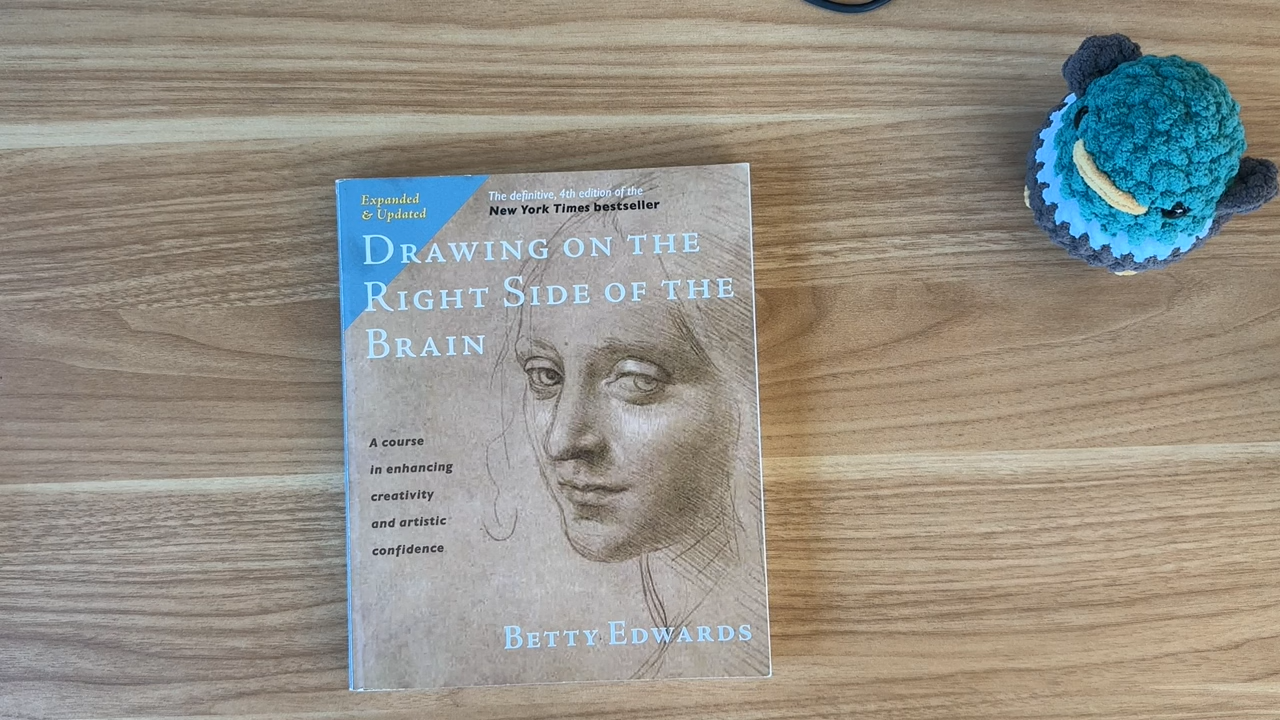 Expanded
& Updated
The definitive, 4th edition of the
New York Times bestseller
DRAWING ON THE
RIGHT SIDE OF THE
BRAIN
A course
in enhancing
creativity
and artistic
confidence
BETTY EDWARDS